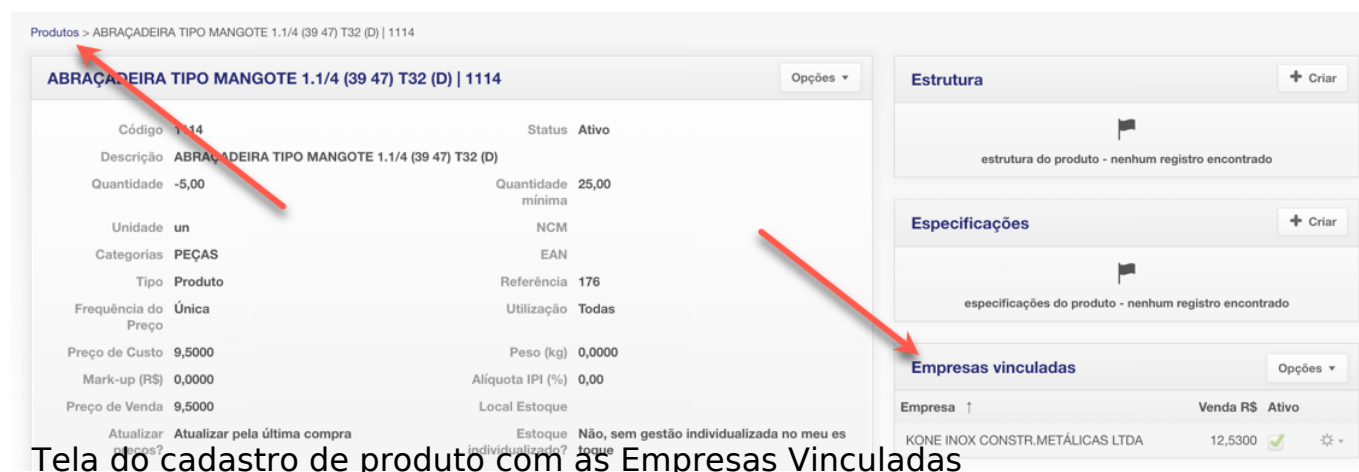 Produtos > ABRAÇADEIRA TIPO MANGOTE 1.1/4 (39 47) T32 (D) | 1114
ABRAÇADEIRA TIPO MANGOTE 1.1/4 (39 47) T32 (D) | 1114
Opções
Código 1114
Status Ativo
Descrição ABRAÇADEIRA TIPO MANGOTE 1.1/4 (39 47) T32 (D)
Quantidade -5,00
Quantidade mínima 25,00
Unidade un
NCM
Categorias PEÇAS
EAN
Tipo Produto
Referência 176
Frequência do Preço Única
Utilização Todas
Preço de Custo 9,5000
Peso (kg) 0,0000
Mark-up (R$) 0,0000
Alíquota IPI (%) 0,00
Preço de Venda 9,5000
Local Estoque
Atualizar preços? Atualizar pela última compra
Estoque individualizado? Não, sem gestão individualizada no meu es
toque
Estrutura
+ Criar
estrutura do produto - nenhum registro encontrado
Especificações
+ Criar
especificações do produto - nenhum registro encontrado
Empresas vinculadas
Opções
Empresa ↑ Venda R$ Ativo
KONE INOX CONSTR.METÁLICAS LTDA 12,5300
Tela do cadastro de produto com as Empresas Vinculadas